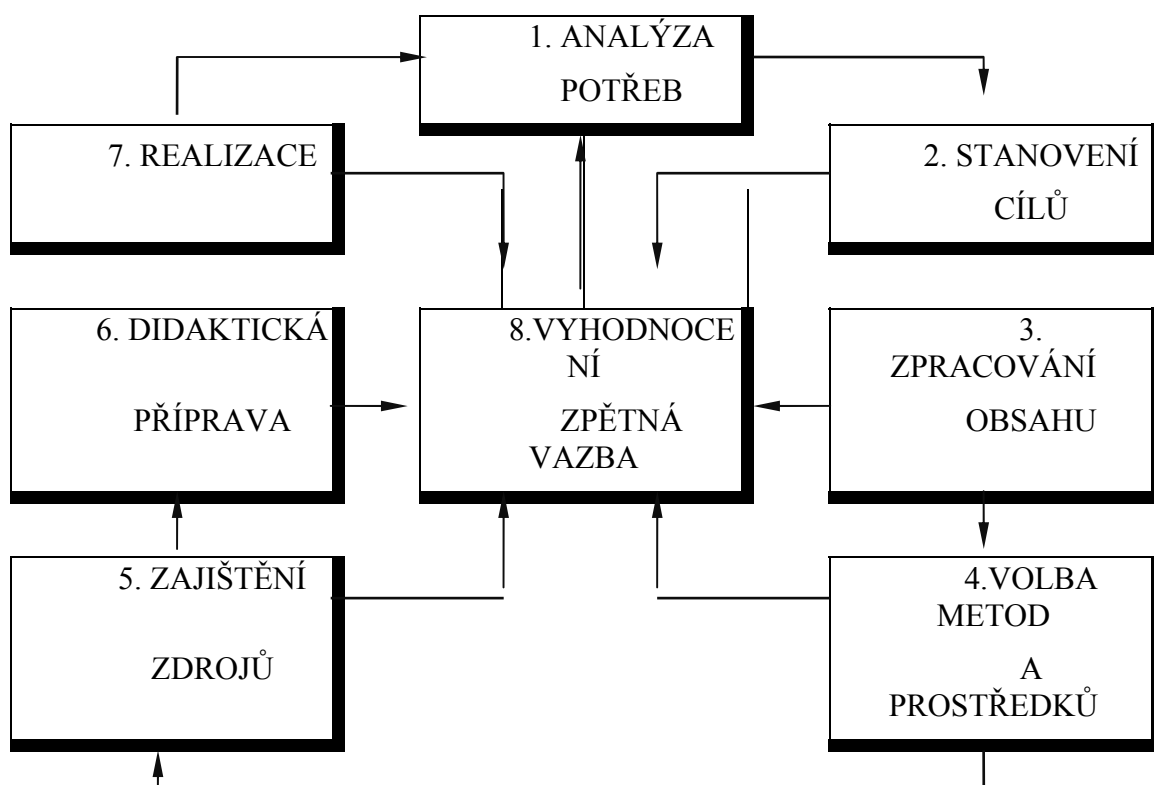 1. ANALÝZA
POTŘEB
7. REALIZACE
2. STANOVENÍ
CÍLŮ
6. DIDAKTICKÁ
PŘÍPRAVA
8.VYHODNOCE
NÍ
ZPĚTNÁ
VAZBA
3.
ZPRACOVÁNÍ
OBSAHU
5. ZAJIŠTĚNÍ
ZDROJŮ
4.VOLBA
METOD
A
PROSTŘEDKŮ